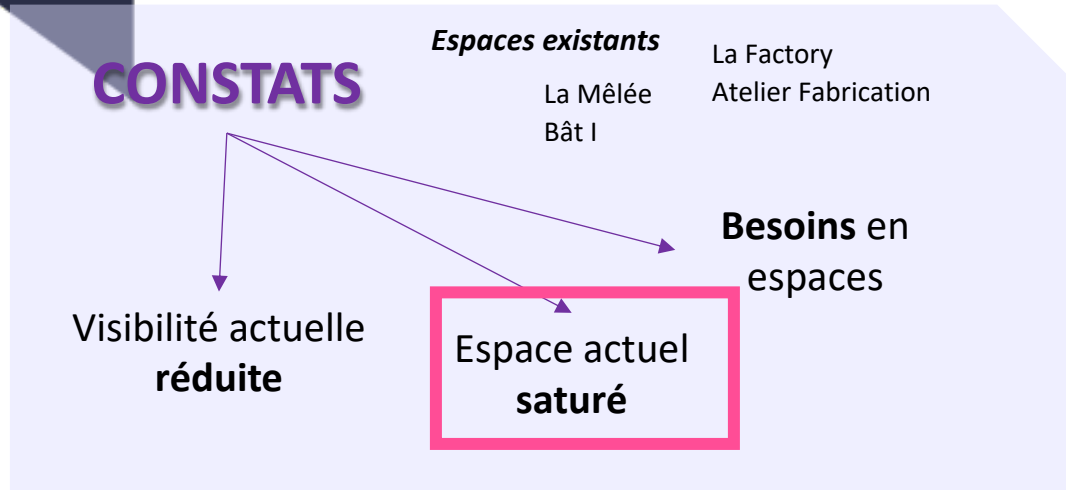 CONSTATS
Espaces existants
La Mêlée
Bât I
La Factory
Atelier Fabrication
Visibilité actuelle
réduite
Espace actuel
saturé
Besoins en
espaces